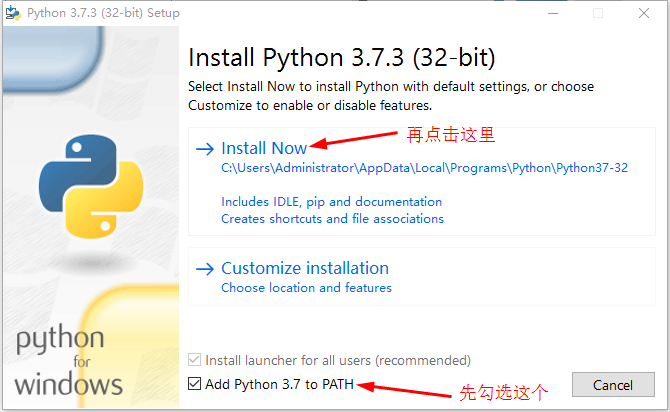 Python 3.7.3 (32-bit) Setup
Install Python 3.7.3 (32-bit)
Select Install Now to install Python with default settings, or choose
Customize to enable or disable features.
Install Now
再点击这里
C:\Users\Administrator\AppData\Local\Programs\Python\Python37-32
Includes IDLE, pip and documentation
Creates shortcuts and file associations
Customize installation
Choose location and features
python
for
windows
Install launcher for all users (recommended)
Add Python 3.7 to PATH
先勾选这个
Cancel